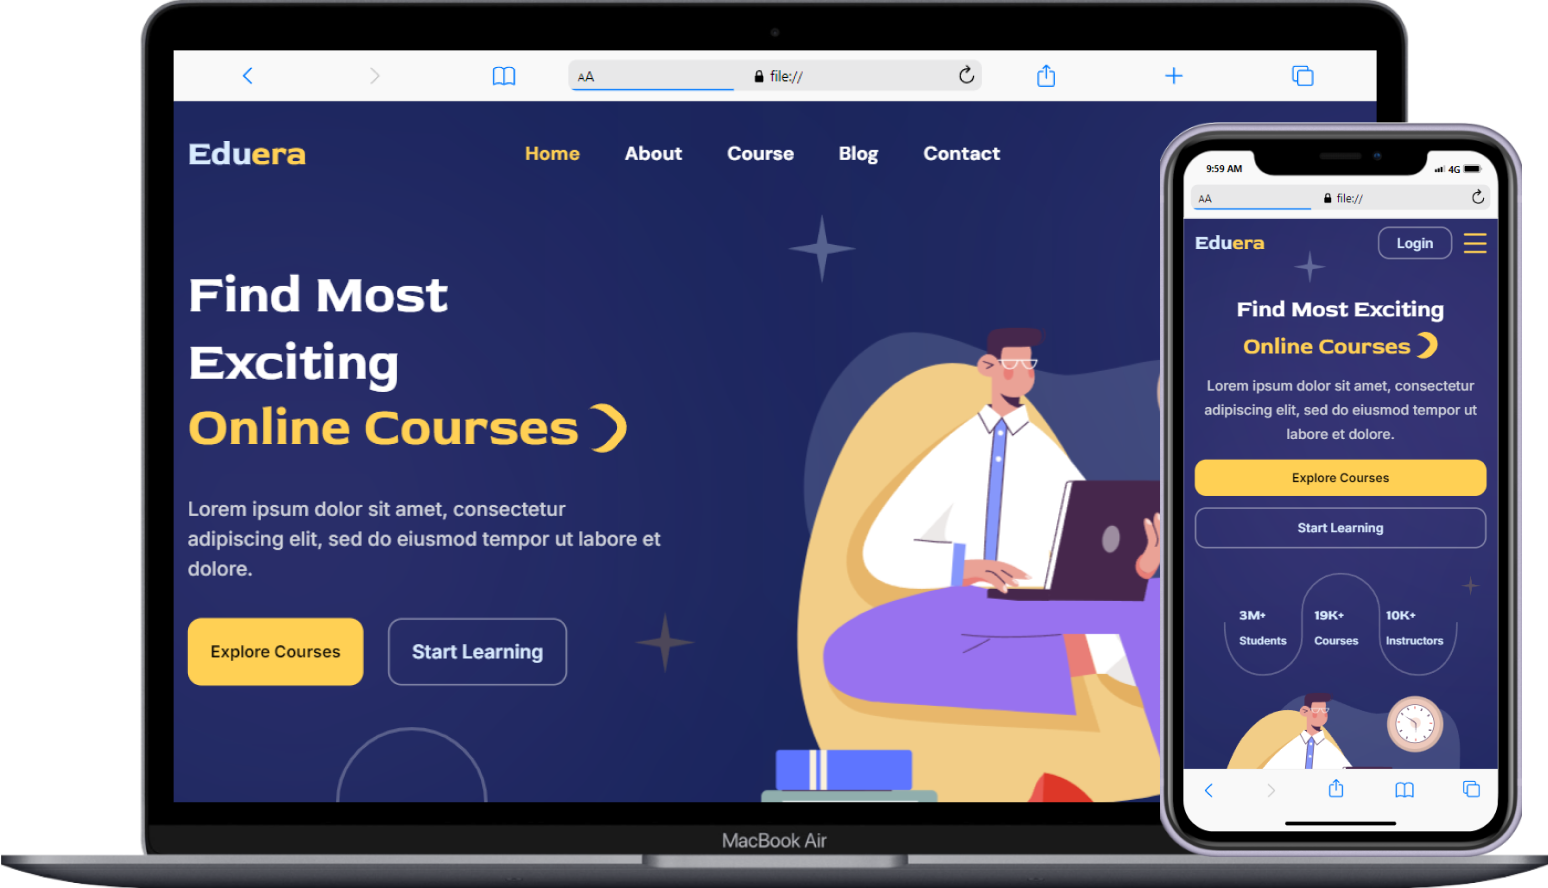 AA
file://
Eduera
Home About Course Blog Contact
Find Most
Exciting
Online Courses
Lorem ipsum dolor sit amet, consectetur
adipiscing elit, sed do eiusmod tempor ut labore et
dolore.
Explore Courses
Start Learning
MacBook Air
9:59 AM
4G
AA
file://
Eduera
Login
Find Most Exciting
Online Courses
Lorem ipsum dolor sit amet, consectetur
adipiscing elit, sed do eiusmod tempor ut
labore et dolore.
Explore Courses
Start Learning
3M+ 19K+ 10K+
Students Courses Instructors